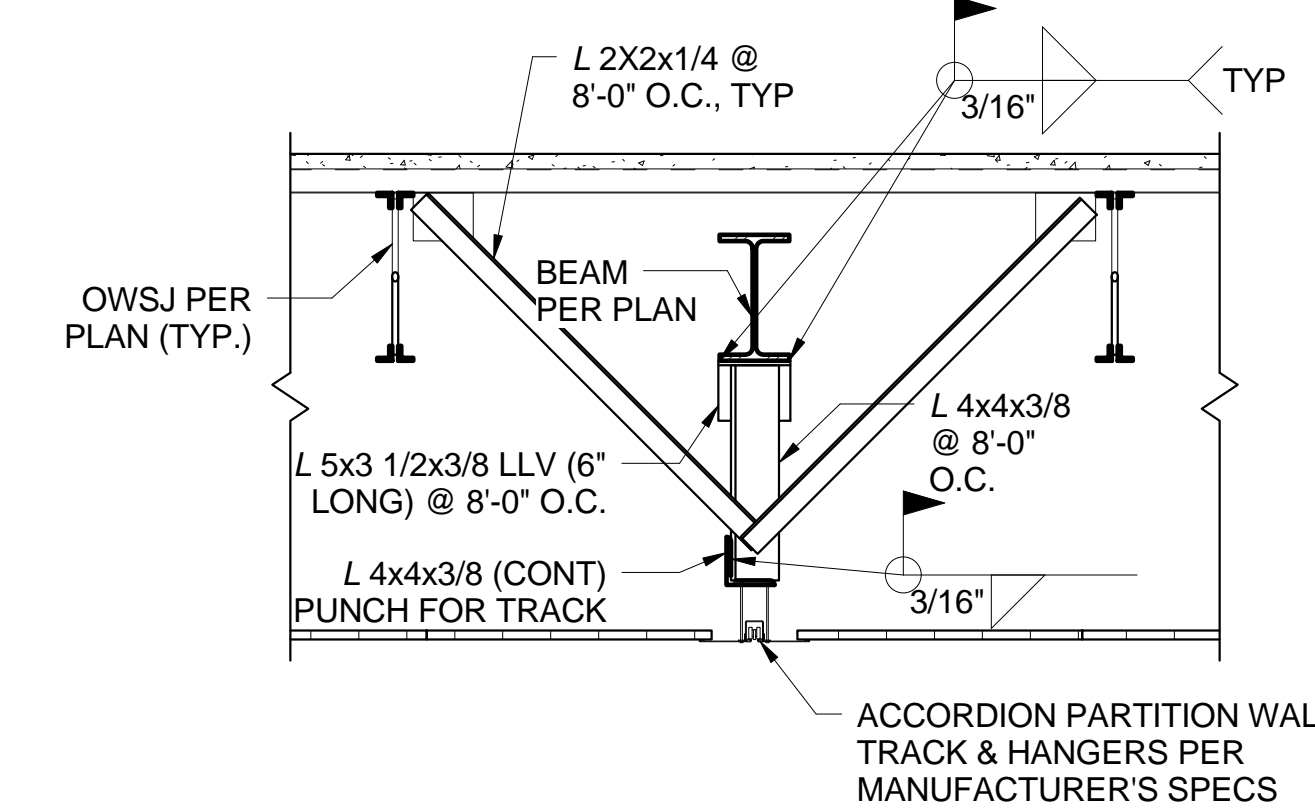 L 2X2x1/4 @
8'-0" O.C., TYP
3/16"
TYP
OWSJ PER
PLAN (TYP.)
BEAM
PER PLAN
L 4x4x3/8
@ 8'-0"
O.C.
L 5x3 1/2x3/8 LLV (6"
LONG) @ 8'-0" O.C.
L 4x4x3/8 (CONT)
PUNCH FOR TRACK
3/16"
ACCORDION PARTITION WAL
TRACK & HANGERS PER
MANUFACTURER'S SPECS